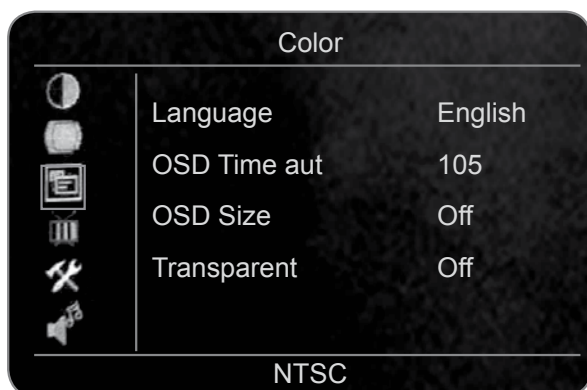 Color
Language English
OSD Time aut 105
OSD Size Off
Transparent Off
NTSC